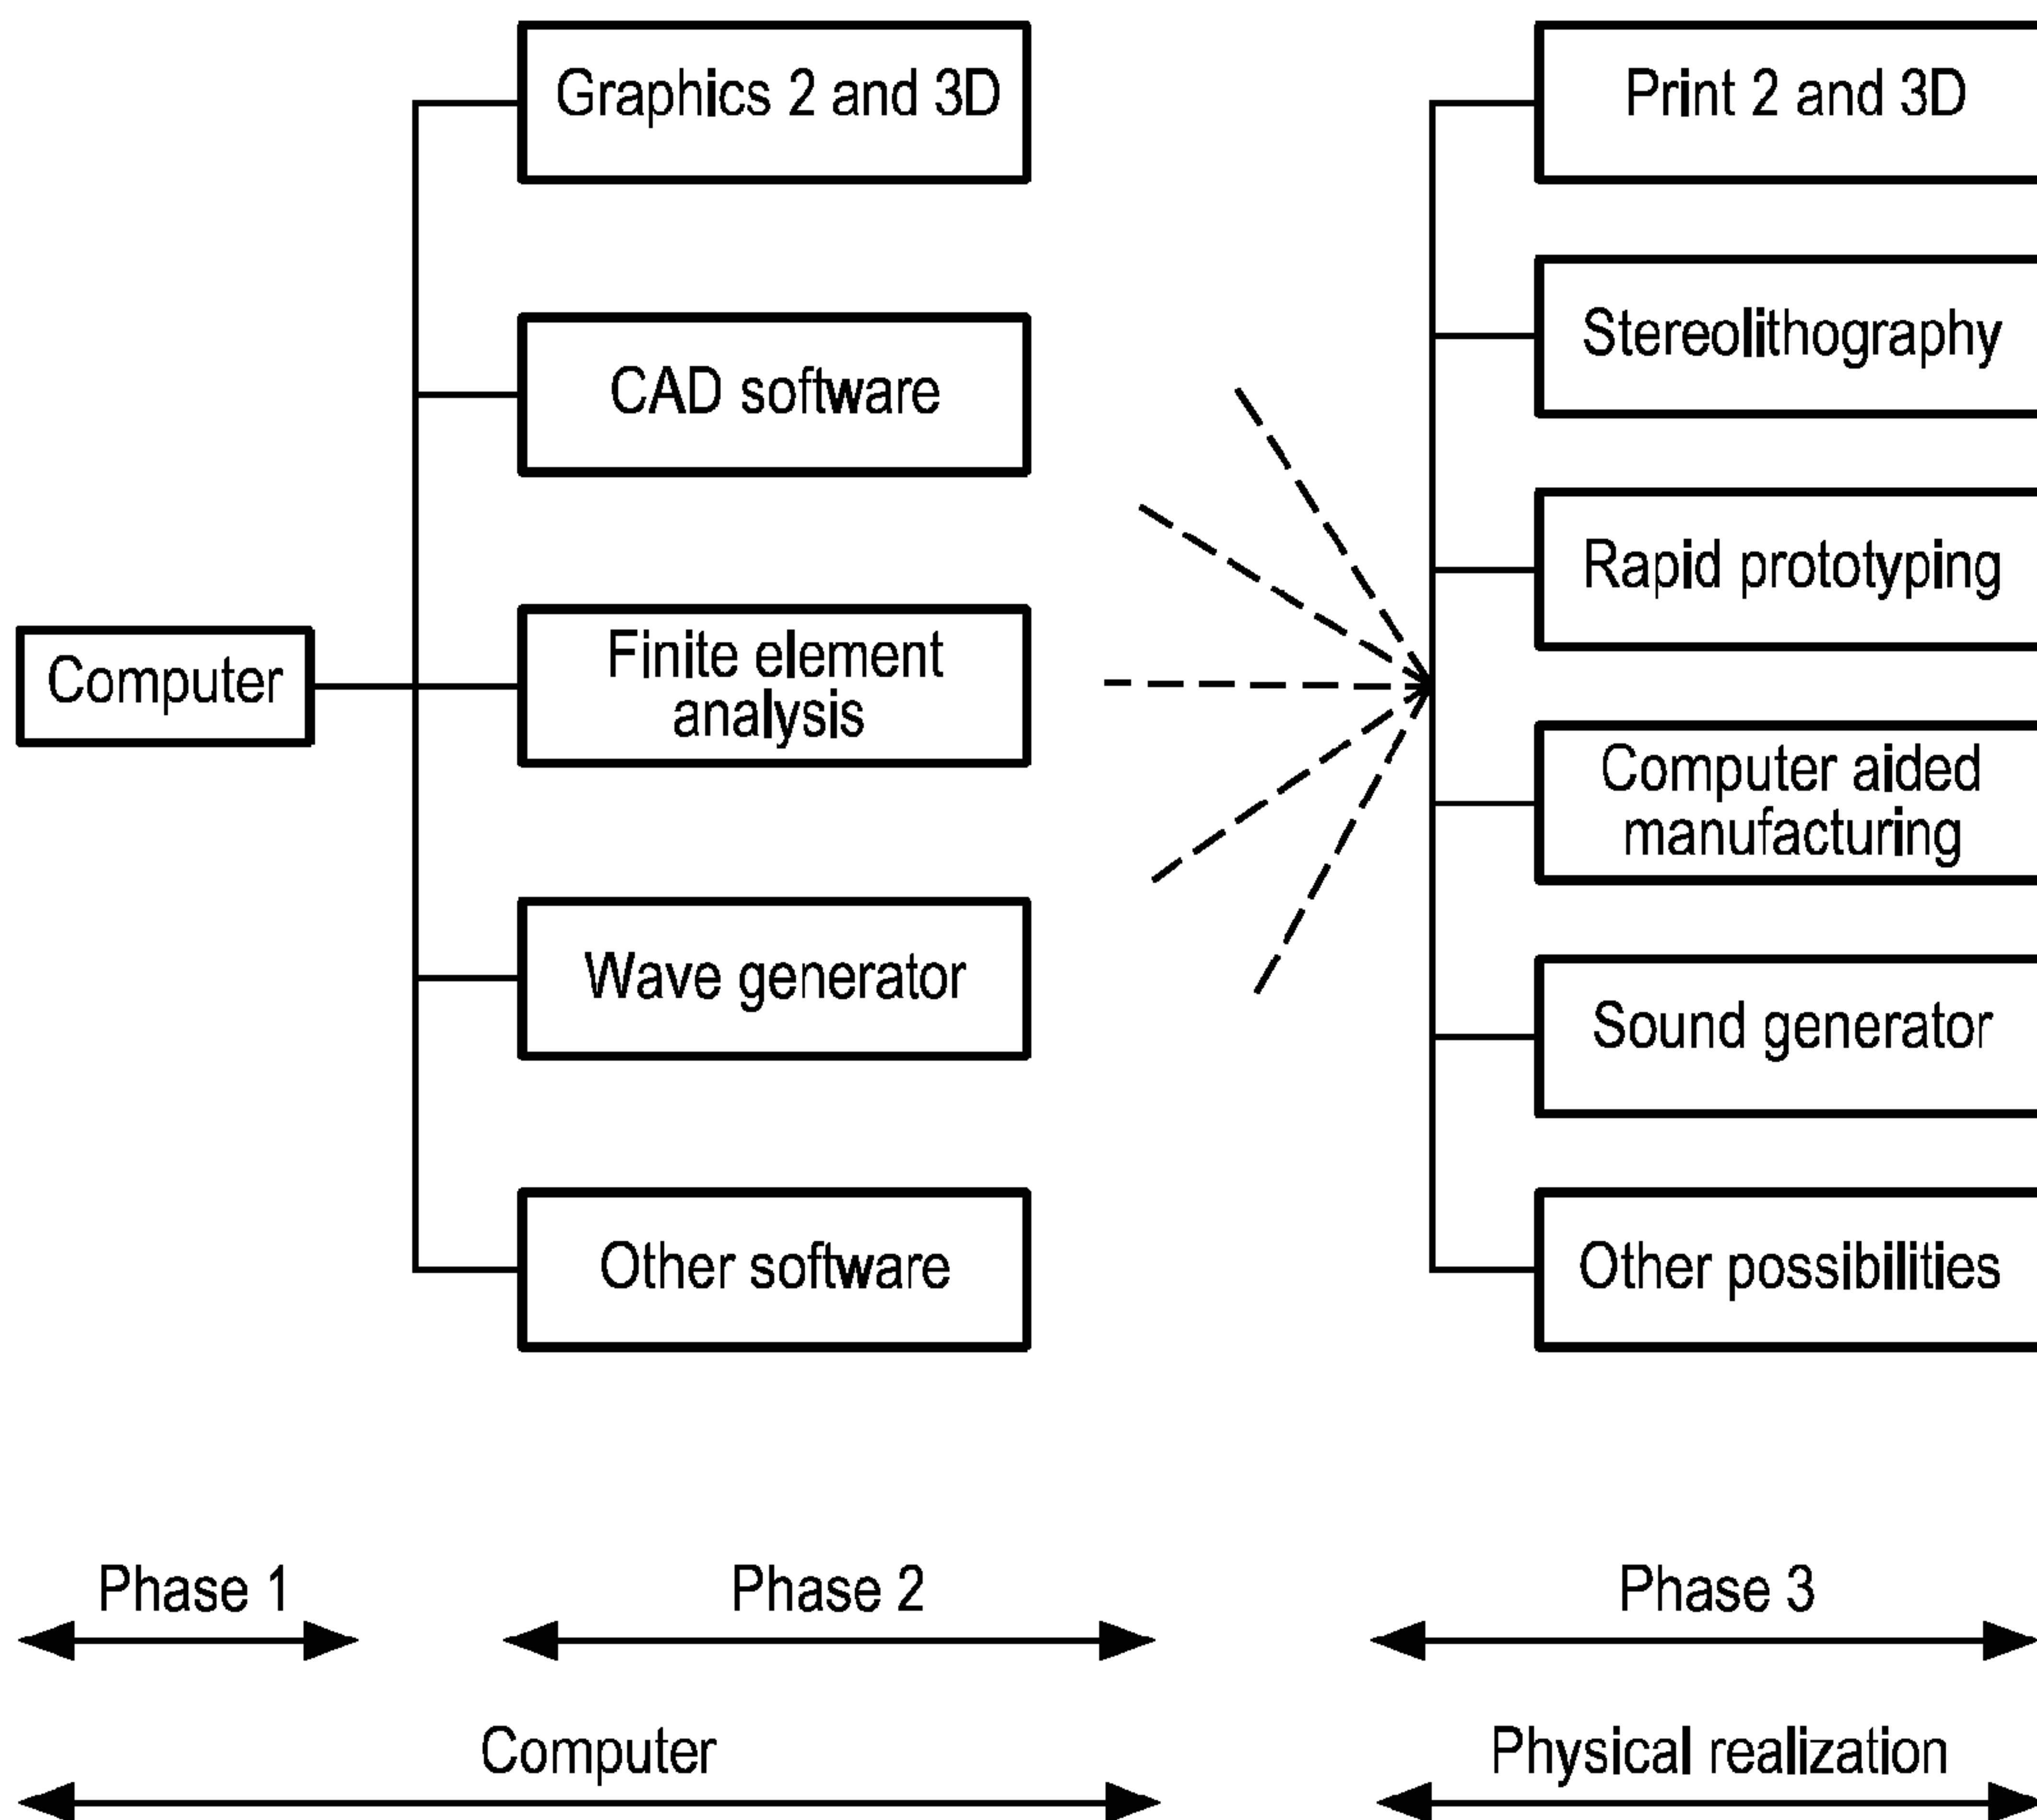 Graphics 2 and 3D
CAD software
Computer
Finite element
analysis
Wave generator
Other software
Print 2 and 3D
Stereolithography
Rapid prototyping
Computer aided
manufacturing
Sound generator
Other possibilities
Phase 1
Phase 2
Phase 3
Computer
Physical realization